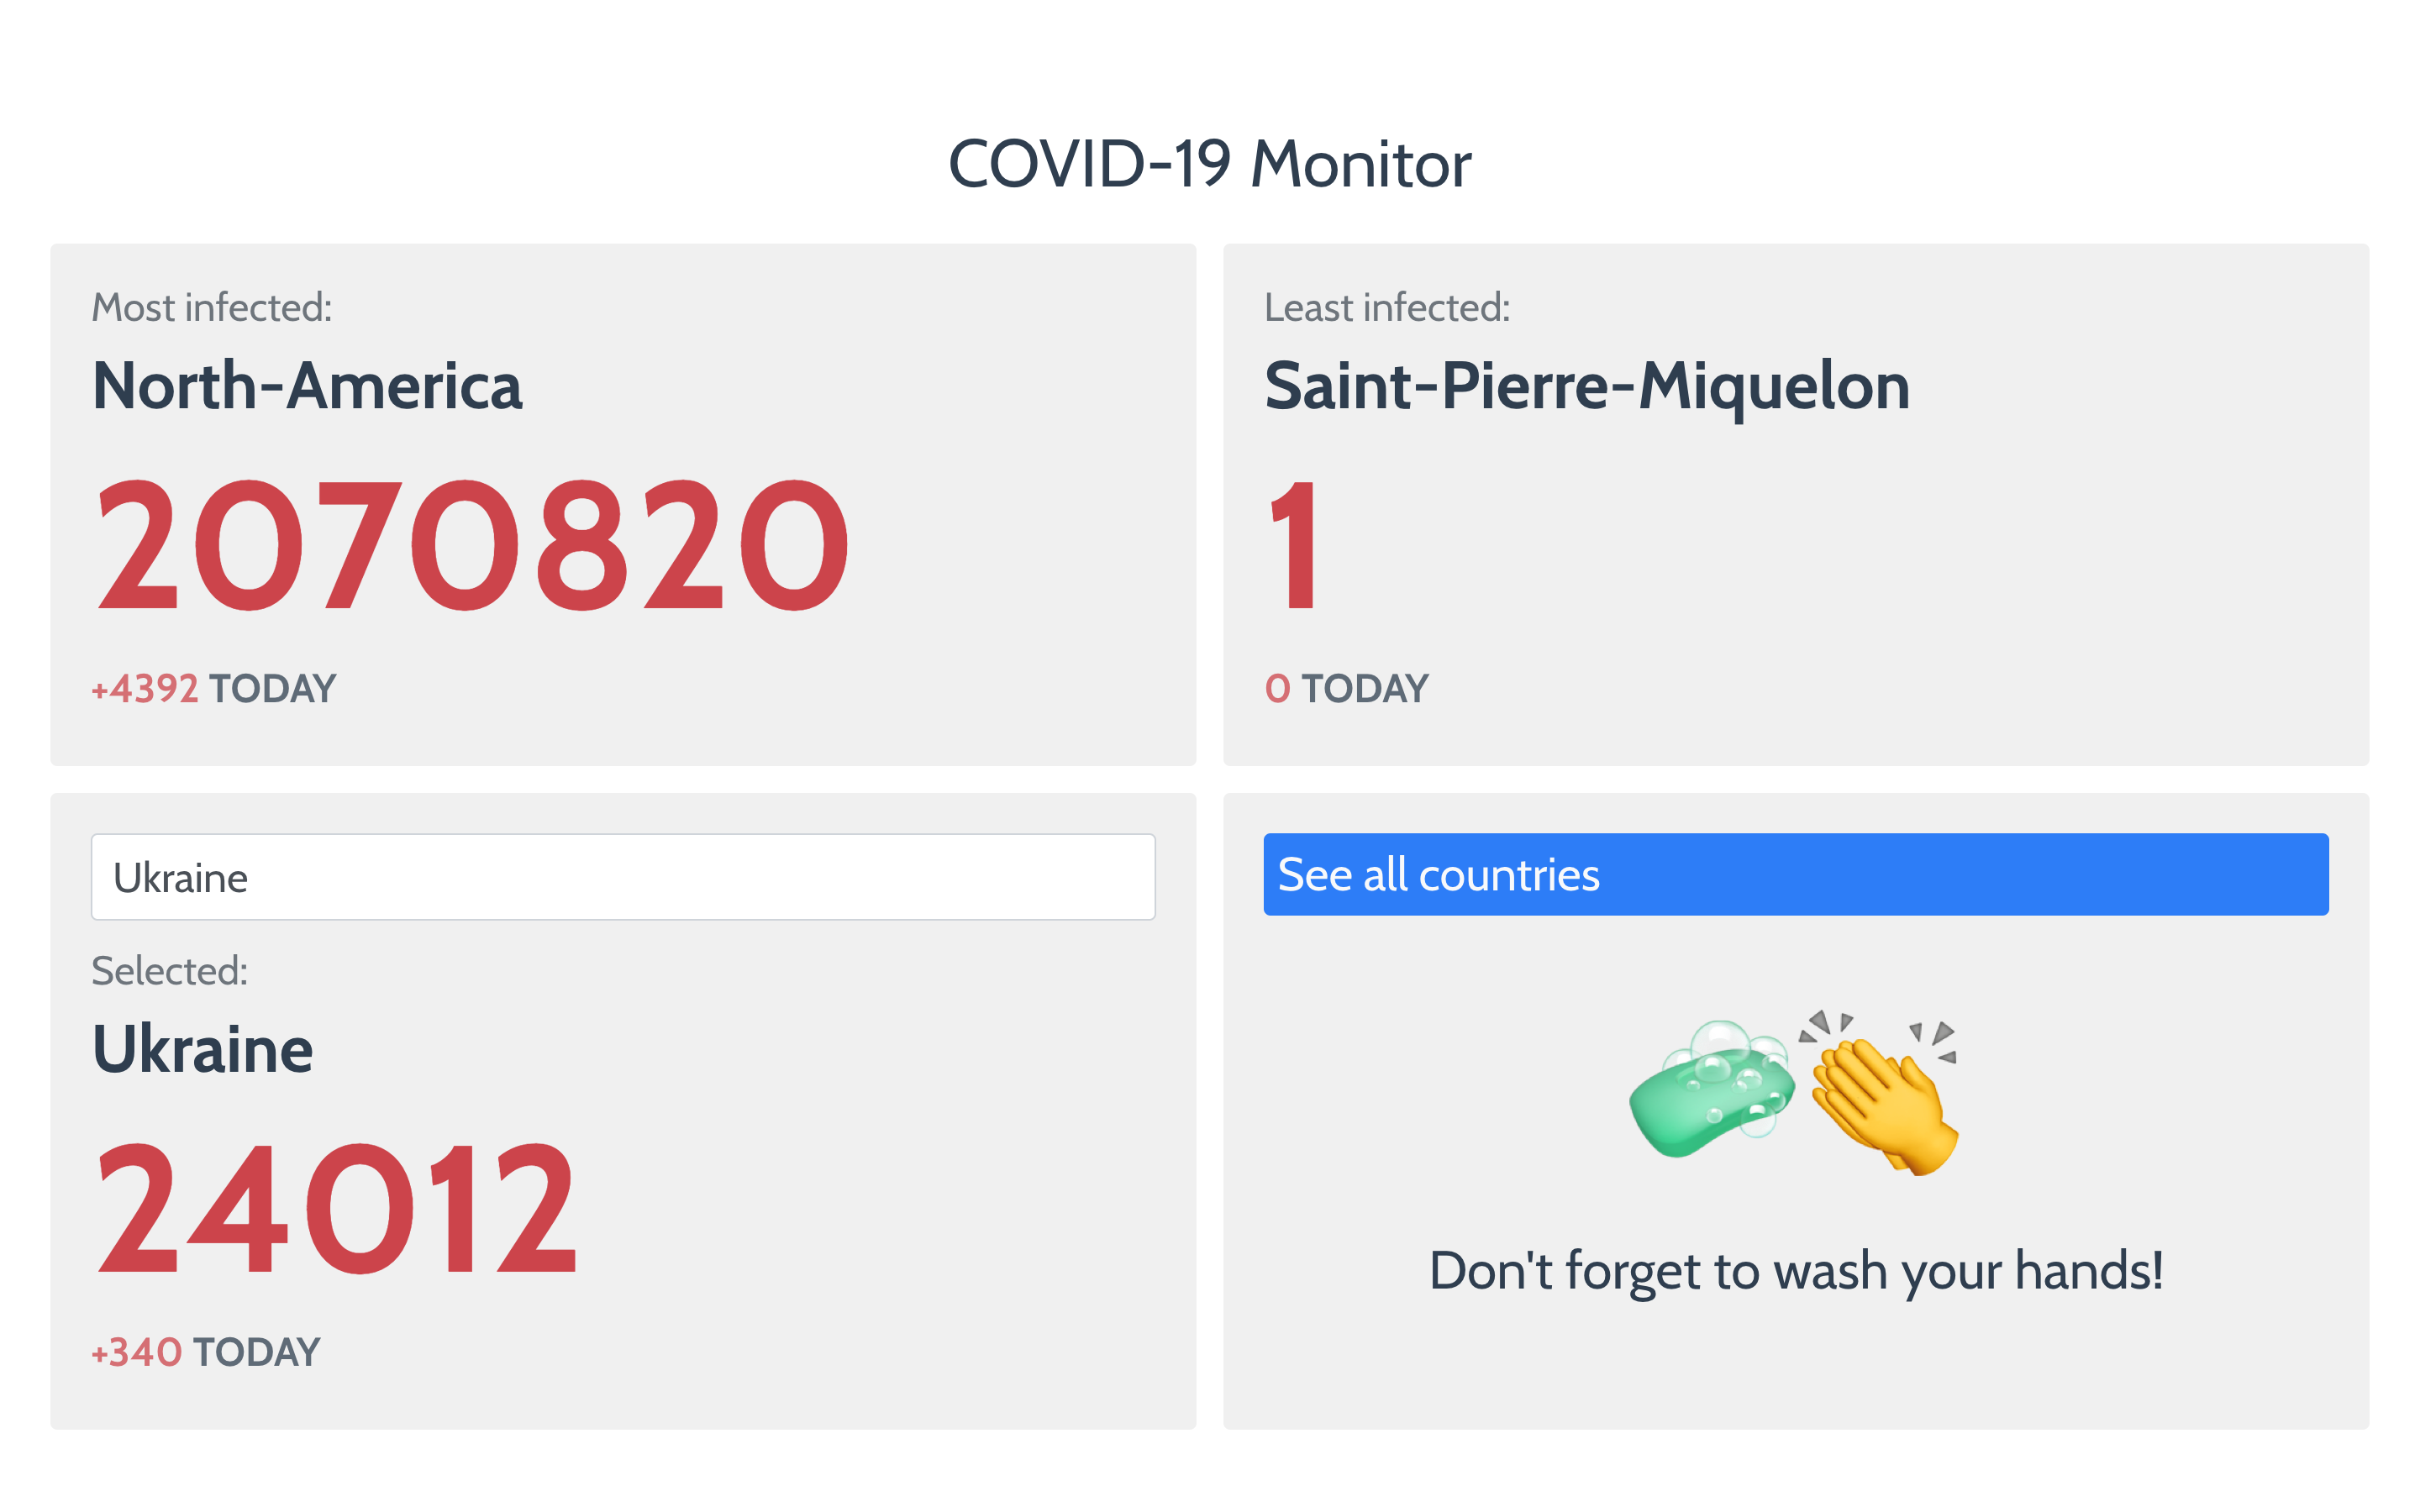 COVID-19 Monitor
Most infected:
North-America
2070820
+4392 TODAY
Least infected:
Saint-Pierre-Miquelon
1
0 TODAY
Ukraine
Selected:
Ukraine
24012
+340 TODAY
See all countries
Don't forget to wash your hands!